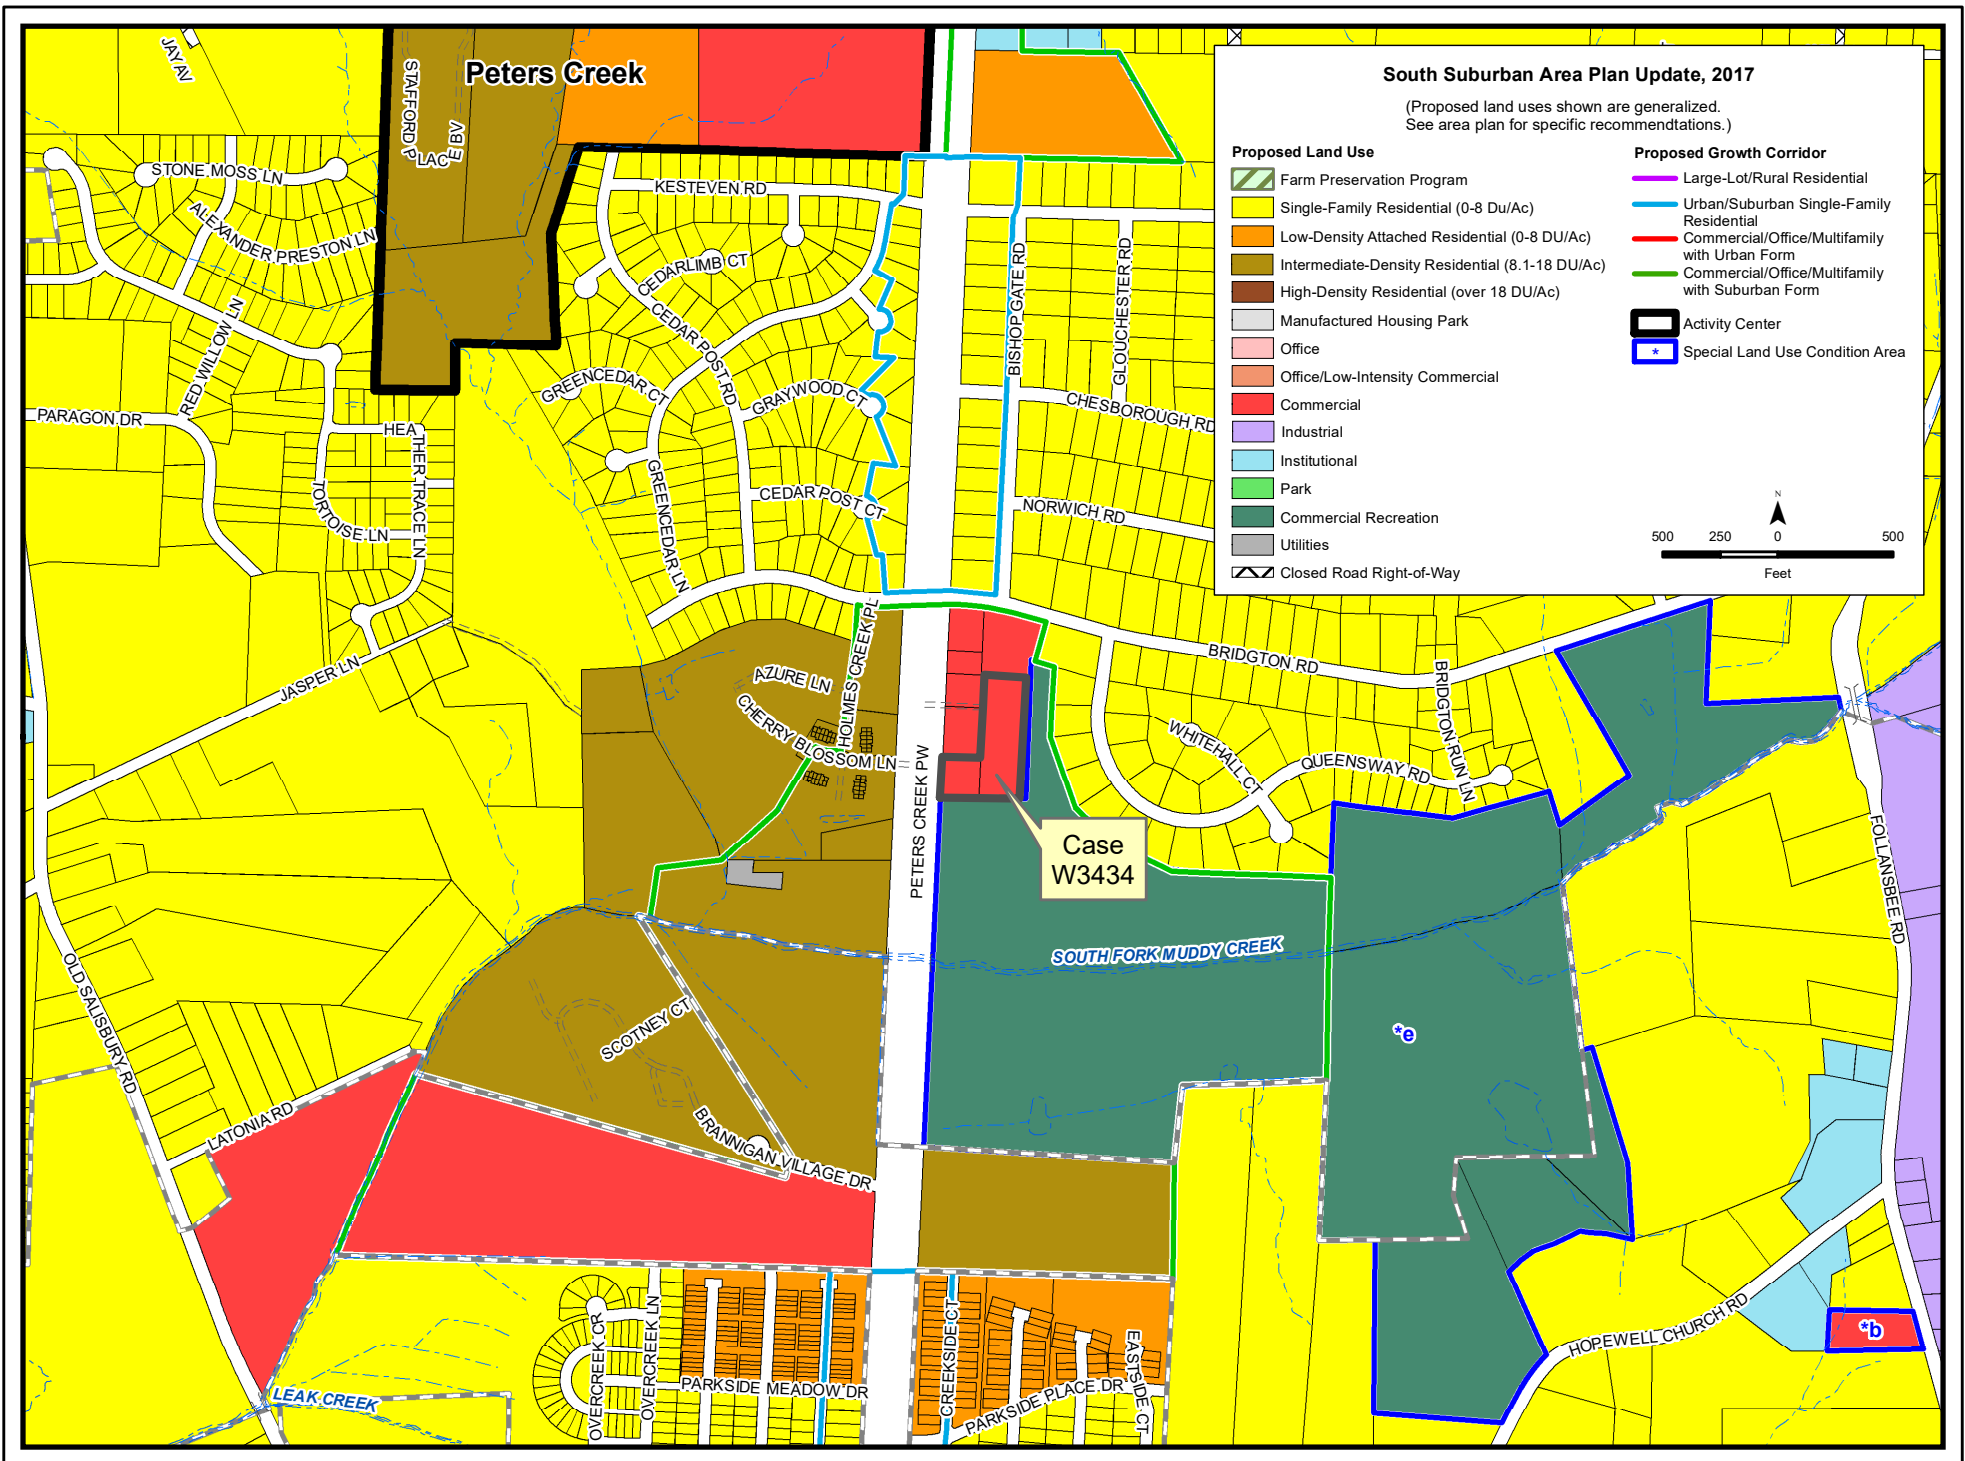 JAY AV
STAFFORD PLACE BV
Peters Creek
STONE MOSS LN
ALEXANDER PRESTON LN
KESTEVEN RD
CEDARLIMB CT
CEDAR POST RD
RED WILLOW LN
GREENCEDAR CT
GRAYWOOD CT
BISHOP GATE RD
GLOUCHESTER RD
CHESBOROUGH RD
PARAGON DR
HEATHER TRACE LN
TORTOISE LN
GREENCEDAR LN
CEDAR POST CT
NORWICH RD
South Suburban Area Plan Update, 2017
(Proposed land uses shown are generalized.
See area plan for specific recommendtations.)
Proposed Land Use
Farm Preservation Program
Single-Family Residential (0-8 Du/Ac)
Low-Density Attached Residential (0-8 DU/Ac)
Intermediate-Density Residential (8.1-18 DU/Ac)
High-Density Residential (over 18 DU/Ac)
Manufactured Housing Park
Office
Office/Low-Intensity Commercial
Commercial
Industrial
Institutional
Park
Commercial Recreation
Utilities
Closed Road Right-of-Way
Proposed Growth Corridor
Large-Lot/Rural Residential
Urban/Suburban Single-Family
Residential
Commercial/Office/Multifamily
with Urban Form
Commercial/Office/Multifamily
with Suburban Form
Activity Center
*
Special Land Use Condition Area
N
500 250 0 500
Feet
JASPER LN
AZURE LN
HOLMES CREEK PL
CHERRY BLOSSOM LN
PETERS CREEK PW
BRIDGTON RD
BRIDGTON RUN LN
WHITEHALL CT
QUEENSWAY RD
Case
W3434
FOLLANSBEE RD
SOUTH FORK MUDDY CREEK
*e
OLD SALISBURY RD
SCOTNEY CT
LATONIA RD
BRANNIGAN VILLAGE DR
LEAK CREEK
OVERCREEK CR
OVERCREEK LN
PARKSIDE MEADOW DR
CREEKSIDE CT
PARKSIDE PLACE DR
EASTSIDE CT
HOPEWELL CHURCH RD
*b